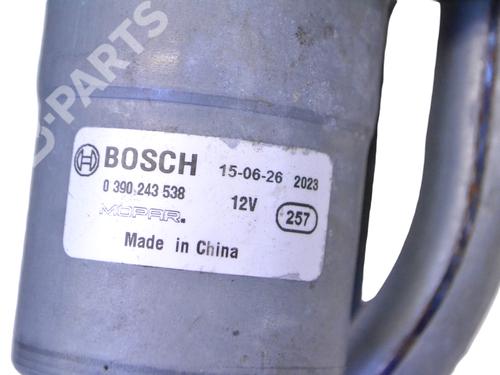 B-PARTS
BOSCH 15-06-26 2023
0 390 243 538 12V 257
MOPAR.
Made in China